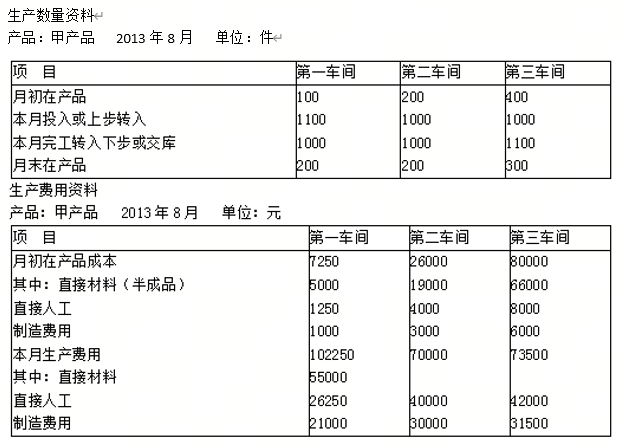 生产数量资料
产品：甲产品 2013年8月 单位：件
项 目 第一车间 第二车间 第三车间
月初在产品 100 200 400
本月投入或上步转入 1100 1000 1000
本月完工转入下步或交库 1000 1000 1100
月末在产品 200 200 300
生产费用资料
产品：甲产品 2013年8月 单位：元
项 目 第一车间 第二车间 第三车间
月初在产品成本 7250 26000 80000
其中：直接材料（半成品） 5000 19000 66000
直接人工 1250 4000 8000
制造费用 1000 3000 6000
本月生产费用 102250 70000 73500
其中：直接材料 55000
直接人工 26250 40000 42000
制造费用 21000 30000 31500